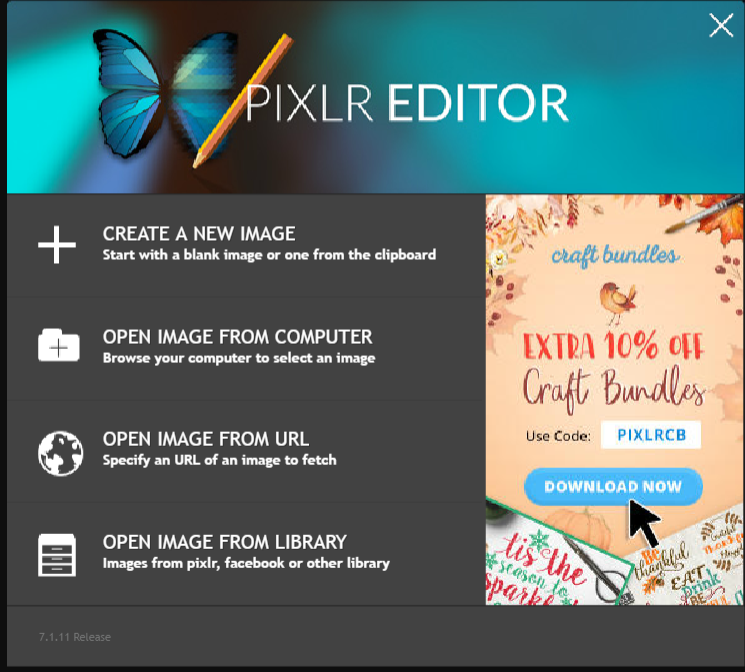 PIXLR EDITOR
CREATE A NEW IMAGE
Start with a blank image or one from the clipboard
OPEN IMAGE FROM COMPUTER
Browse your computer to select an image
OPEN IMAGE FROM URL
Specify an URL of an image to fetch
OPEN IMAGE FROM LIBRARY
Images from pixlr, facebook or other library
7.1.11 Release
craft bundles
EXTRA 10% OFF
Craft Bundles
Use Code: PIXLRCB
DOWNLOAD NOW
'tis the
season to
sparkl
Be
thankful
EAT
Drink
BE